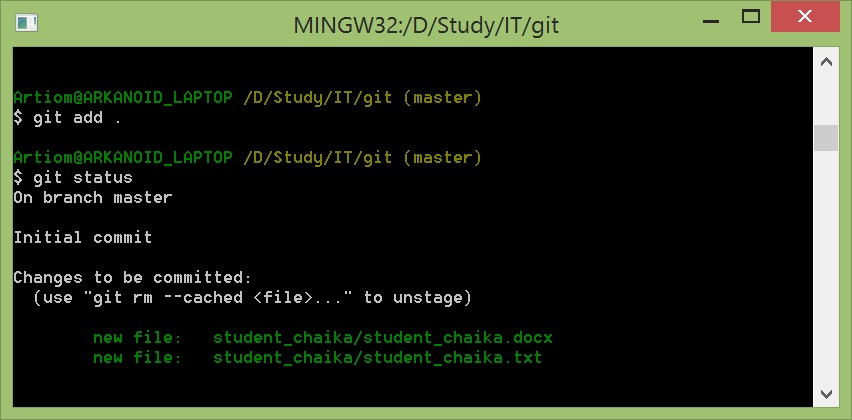 MINGW32:/D/Study/IT/git
Artiom@ARKANOID_LAPTOP /D/Study/IT/git (master)
$ git add .
Artiom@ARKANOID_LAPTOP /D/Study/IT/git (master)
$ git status
On branch master
Initial commit
Changes to be committed:
  (use "git rm --cached <file>..." to unstage)
        new file:   student_chaika/student_chaika.docx
        new file:   student_chaika/student_chaika.txt